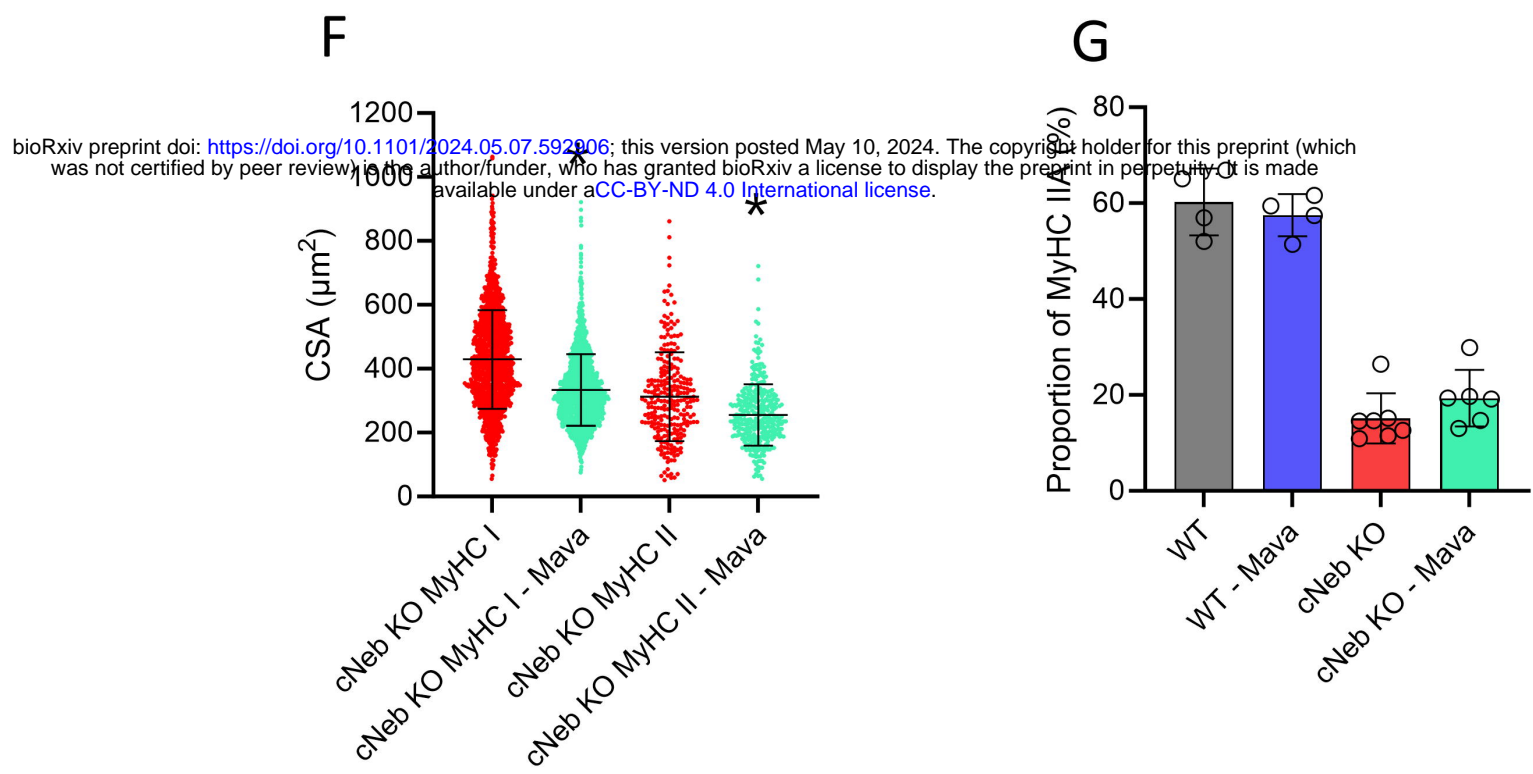 F
G
bioRxiv preprint doi: https://doi.org/10.1101/2024.05.07.592906; this version posted May 10, 2024. The copyright holder for this preprint (which
was not certified by peer review) is the author/funder, who has granted bioRxiv a license to display the preprint in perpetuity. It is made
available under aCC-BY-ND 4.0 International license.
CSA (µm²)
1200
1000
800
600
400
200
0
*
*
cNeb KO MyHC I
cNeb KO MyHC I - Mava
cNeb KO MyHC II
cNeb KO MyHC II - Mava
Proportion of MyHC IIA (%)
80
60
40
20
0
WT
WT - Mava
cNeb KO
cNeb KO - Mava